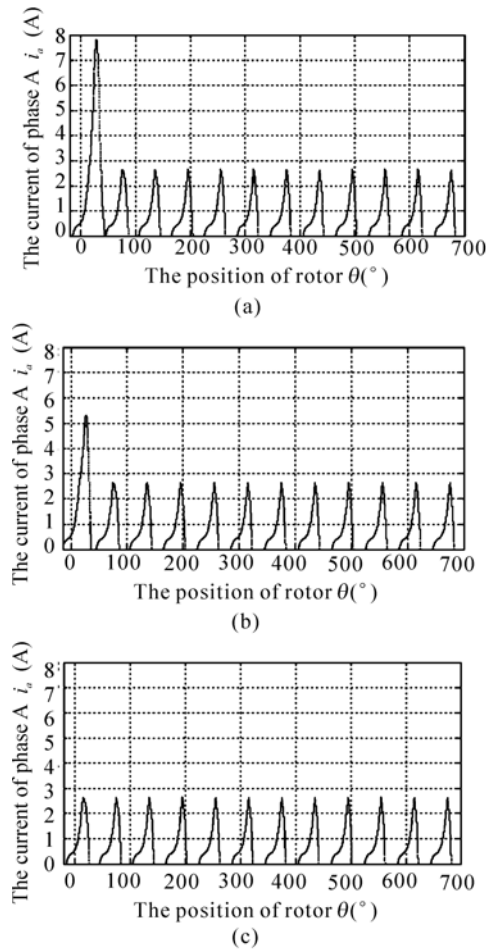 The current of phase A i_a (A)
8
7
6
5
4
3
2
1
0
0 100 200 300 400 500 600 700
The position of rotor θ(°)
(a)
The current of phase A i_a (A)
8
7
6
5
4
3
2
1
0
0 100 200 300 400 500 600 700
The position of rotor θ(°)
(b)
The current of phase A i_a (A)
8
7
6
5
4
3
2
1
0
0 100 200 300 400 500 600 700
The position of rotor θ(°)
(c)